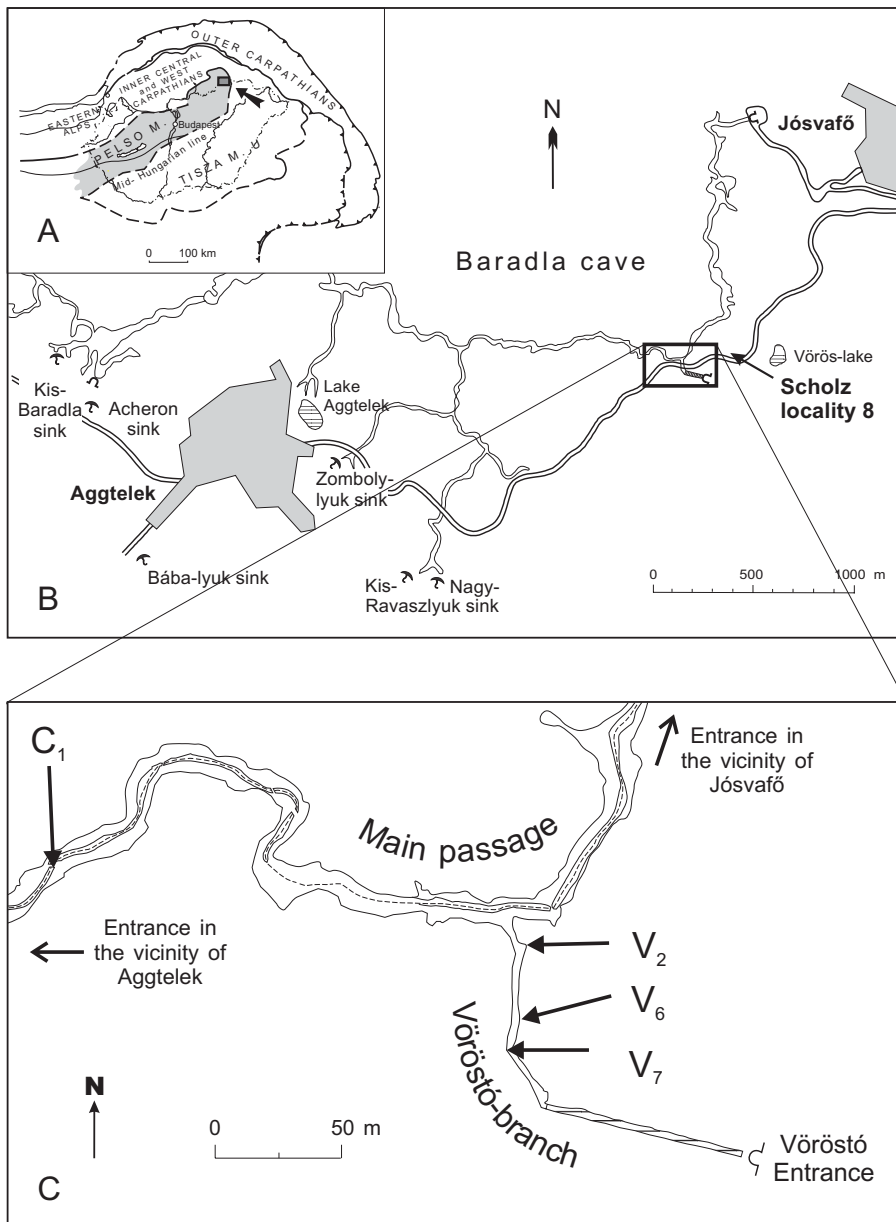 OUTER CARPATHIANS
INNER CENTRAL
and WEST
CARPATHIANS
EASTERN
ALPS
PELSO M. U
Budapest
Mid-Hungarian line
TISZA M. U
A
0 100 km
N
Jósvafő
Baradla cave
Vörös-lake
Scholz
locality 8
Kis-
Baradla
sink
Acheron
sink
Lake
Aggtelek
Aggtelek
Zomboly-
lyuk sink
Bába-lyuk sink
Kis-
Nagy-
Ravaszlyuk sink
0 500 1000 m
B
C1
Entrance in
the vicinity of
Jósvafő
Main passage
Entrance in
the vicinity of
Aggtelek
V2
V6
V7
Vöröstó-branch
N
0 50 m
Vöröstó
Entrance
C